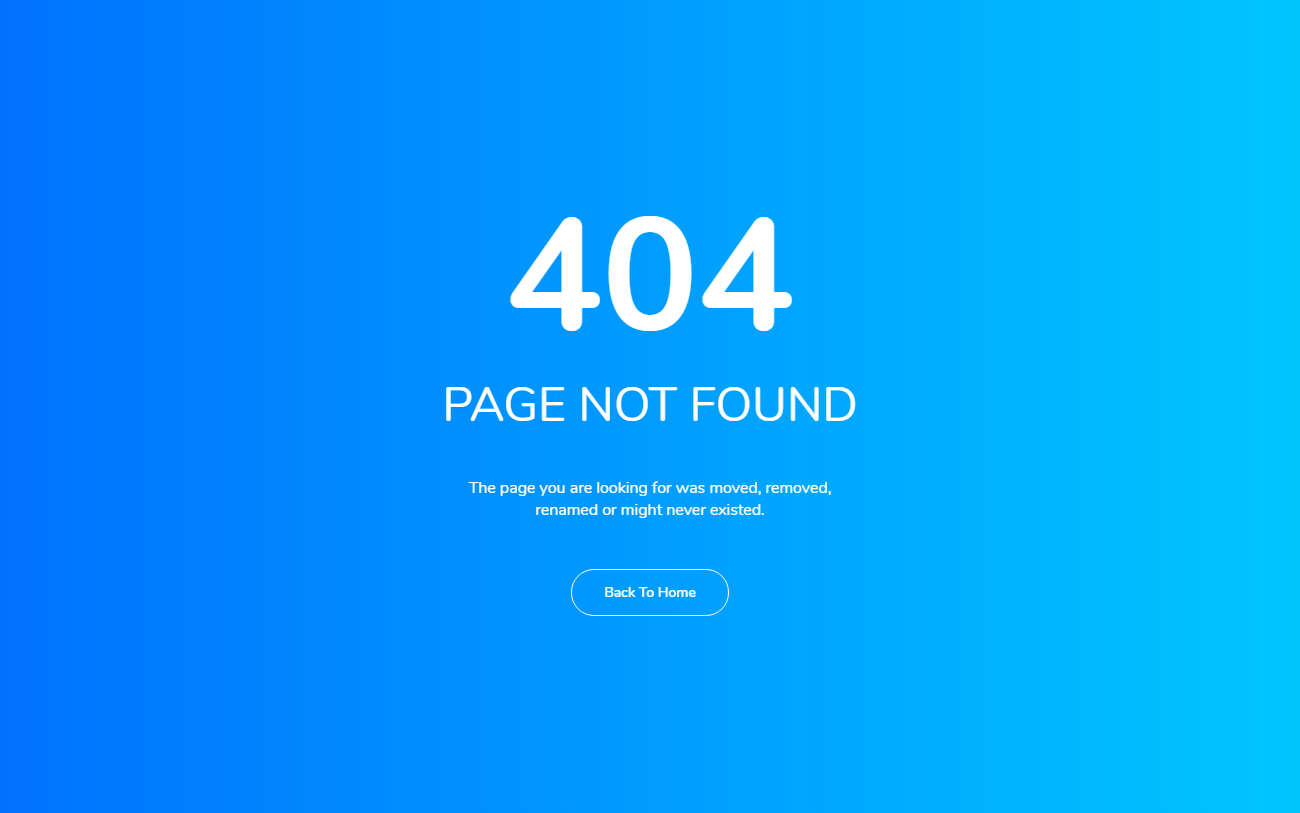 404
PAGE NOT FOUND
The page you are looking for was moved, removed,
renamed or might never existed.
Back To Home